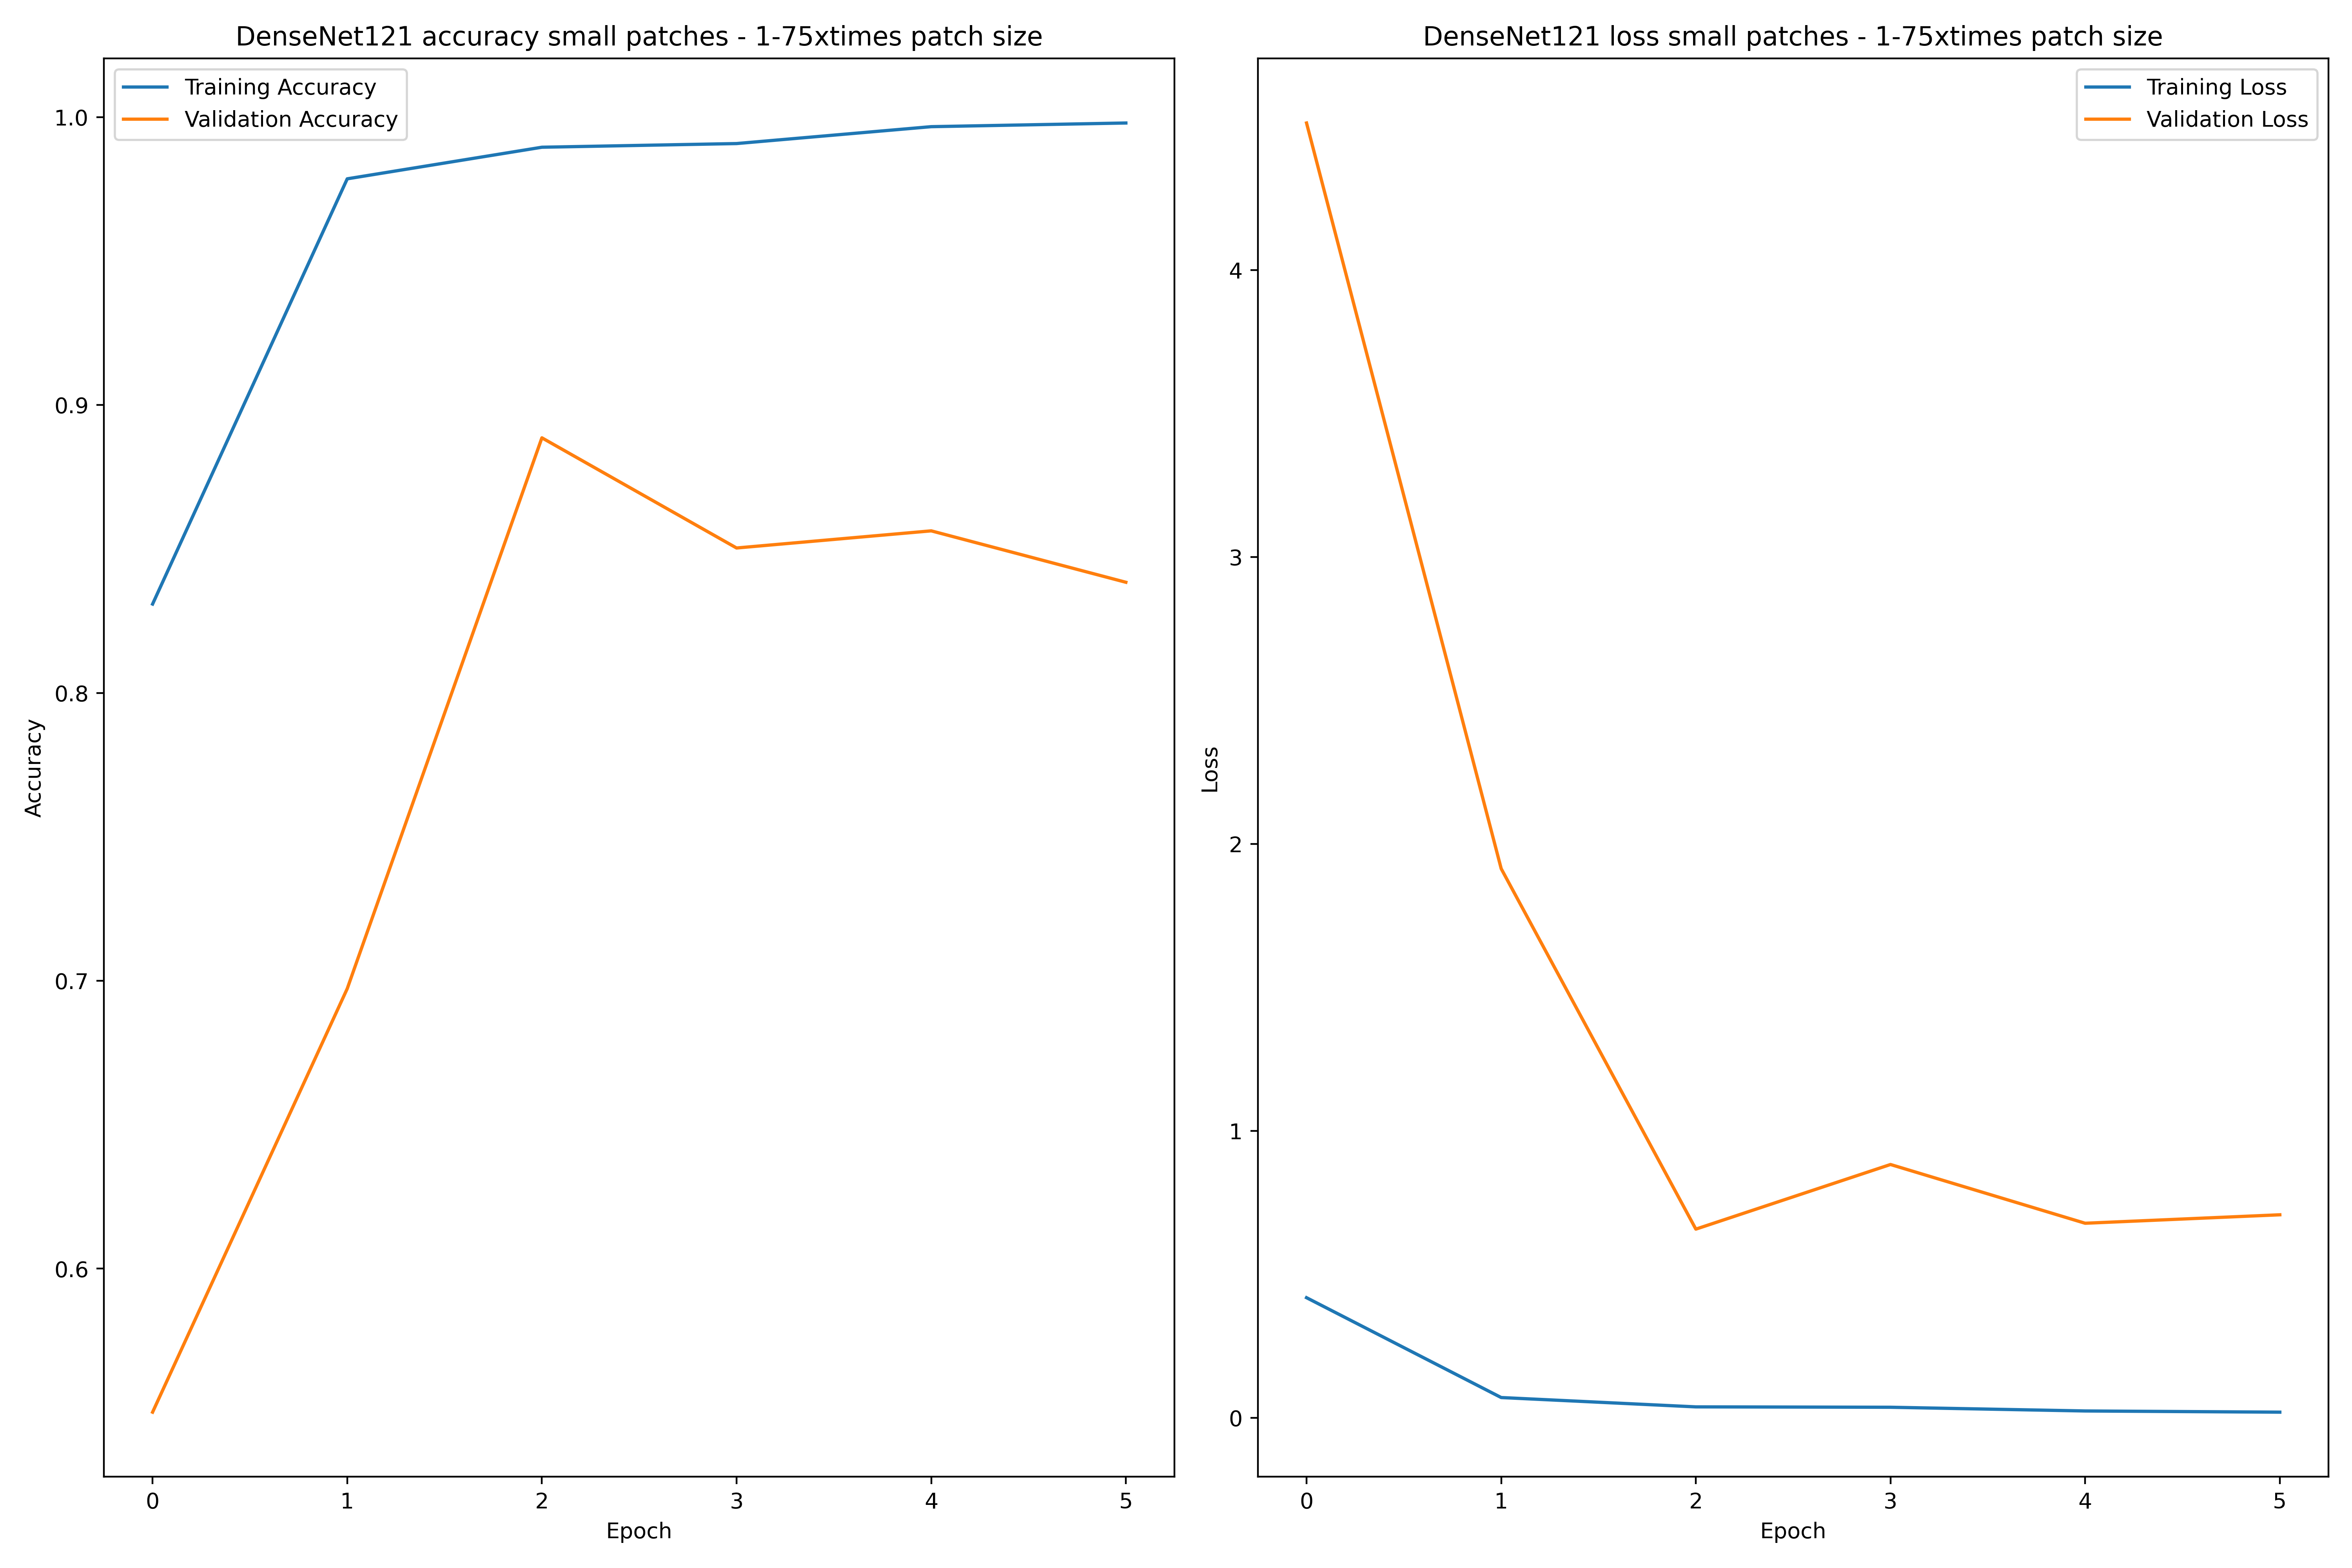 DenseNet121 accuracy small patches - 1-75xtimes patch size
Training Accuracy
Validation Accuracy
1.0
0.9
0.8
0.7
0.6
Accuracy
0 1 2 3 4 5
Epoch
DenseNet121 loss small patches - 1-75xtimes patch size
Training Loss
Validation Loss
4
3
2
1
0
Loss
0 1 2 3 4 5
Epoch